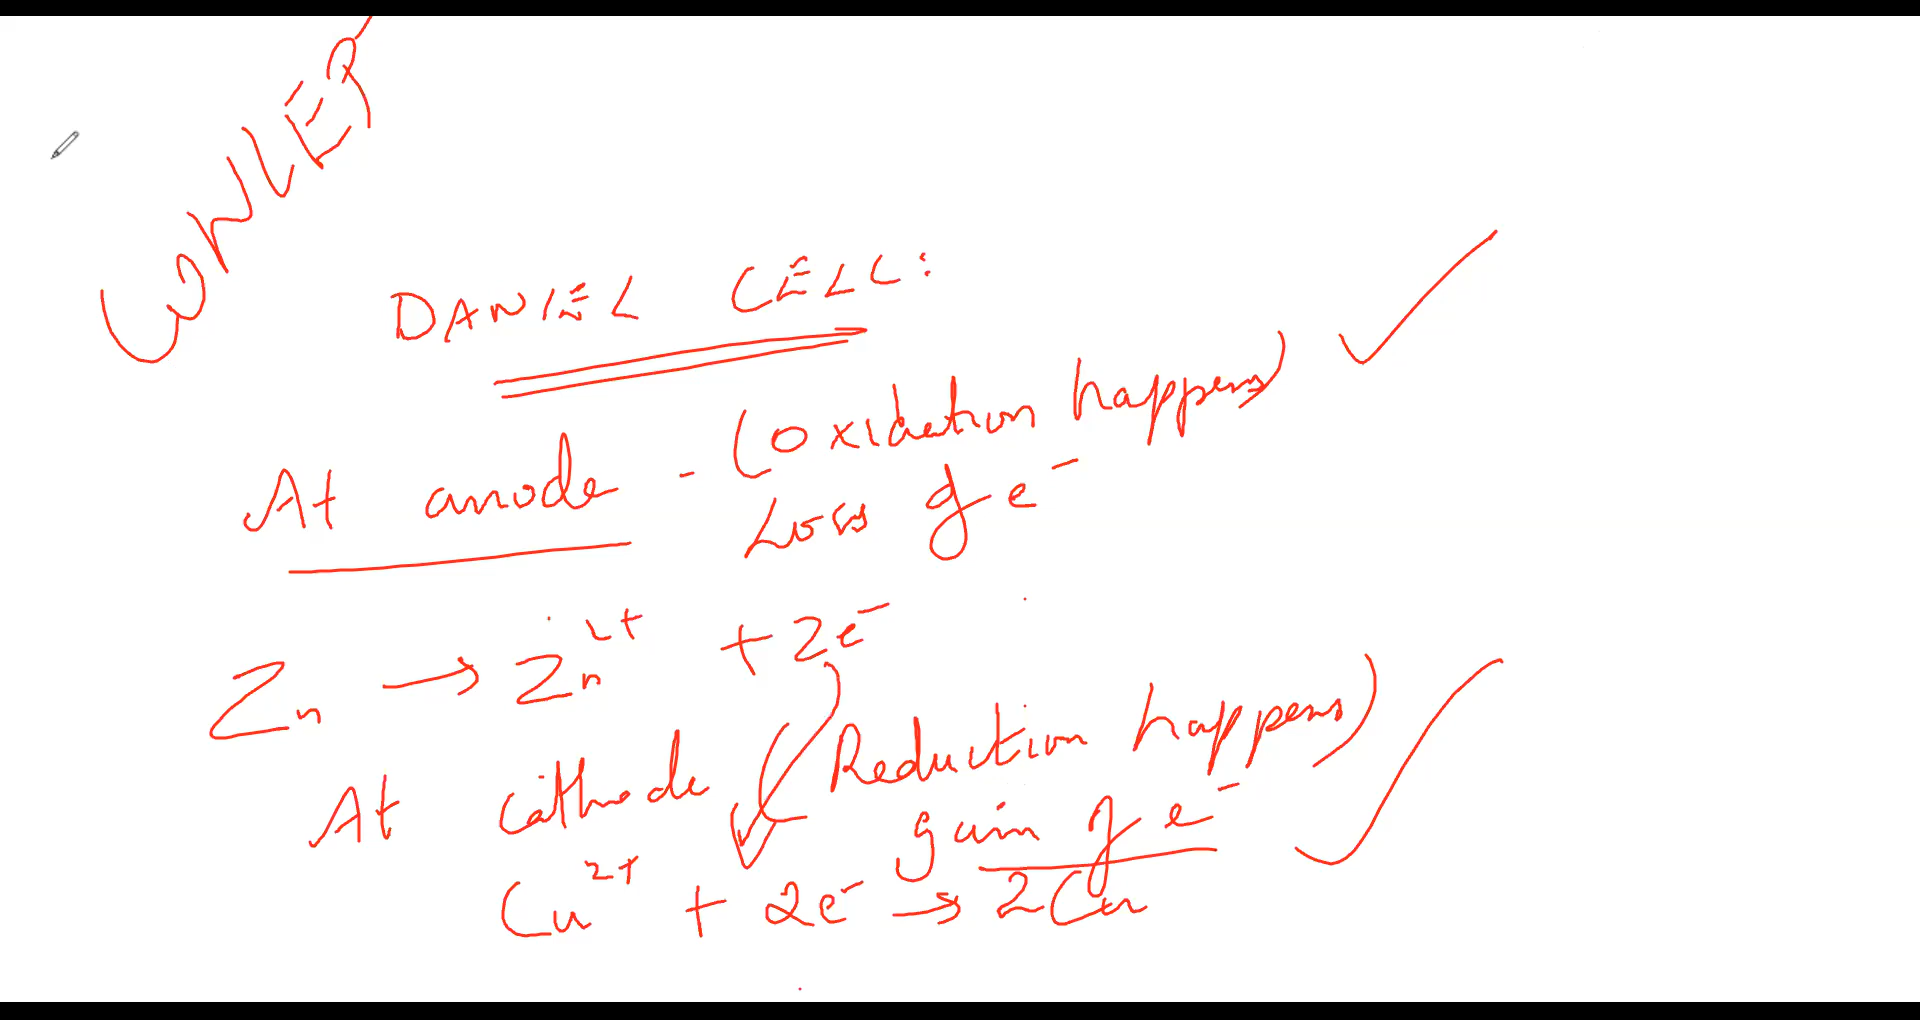 DANIEL CELL:
At anode - (oxidation happens)
Loss of e⁻
Zn → Zn²⁺ + 2e⁻
At cathode (Reduction happens)
gain of e⁻
Cu²⁺ + 2e⁻ → 2Cu